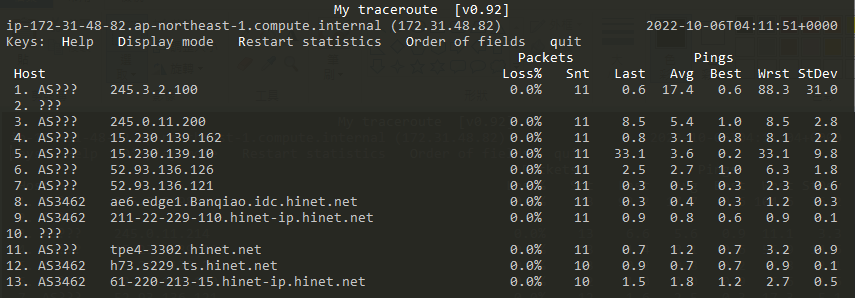 My traceroute [v0.92]
ip-172-31-48-82.ap-northeast-1.compute.internal (172.31.48.82) 2022-10-06T04:11:51+0000
Keys: Help Display mode Restart statistics Order of fields quit
Packets Pings
Host Loss% Snt Last Avg Best Wrst StDev
1. AS??? 245.3.2.100 0.0% 11 0.6 17.4 0.6 88.3 31.0
2. ???
3. AS??? 245.0.11.200 0.0% 11 8.5 5.4 1.0 8.5 2.8
4. AS??? 15.230.139.162 0.0% 11 0.8 3.1 0.8 8.1 2.2
5. AS??? 15.230.139.10 0.0% 11 33.1 3.6 0.2 33.1 9.8
6. AS??? 52.93.136.126 0.0% 11 2.5 2.7 1.0 6.3 1.8
7. AS??? 52.93.136.121 0.0% 11 0.3 0.5 0.3 2.3 0.6
8. AS3462 ae6.edge1.Banqiao.idc.hinet.net 0.0% 11 0.3 0.4 0.3 1.2 0.3
9. AS3462 211-22-229-110.hinet-ip.hinet.net 0.0% 11 0.9 0.8 0.6 0.9 0.1
10. ???
11. AS??? tpe4-3302.hinet.net 0.0% 11 0.7 1.2 0.7 3.2 0.9
12. AS3462 h73.s229.ts.hinet.net 0.0% 10 0.9 0.7 0.7 0.9 0.1
13. AS3462 61-220-213-15.hinet-ip.hinet.net 0.0% 10 1.5 1.8 1.2 2.7 0.5